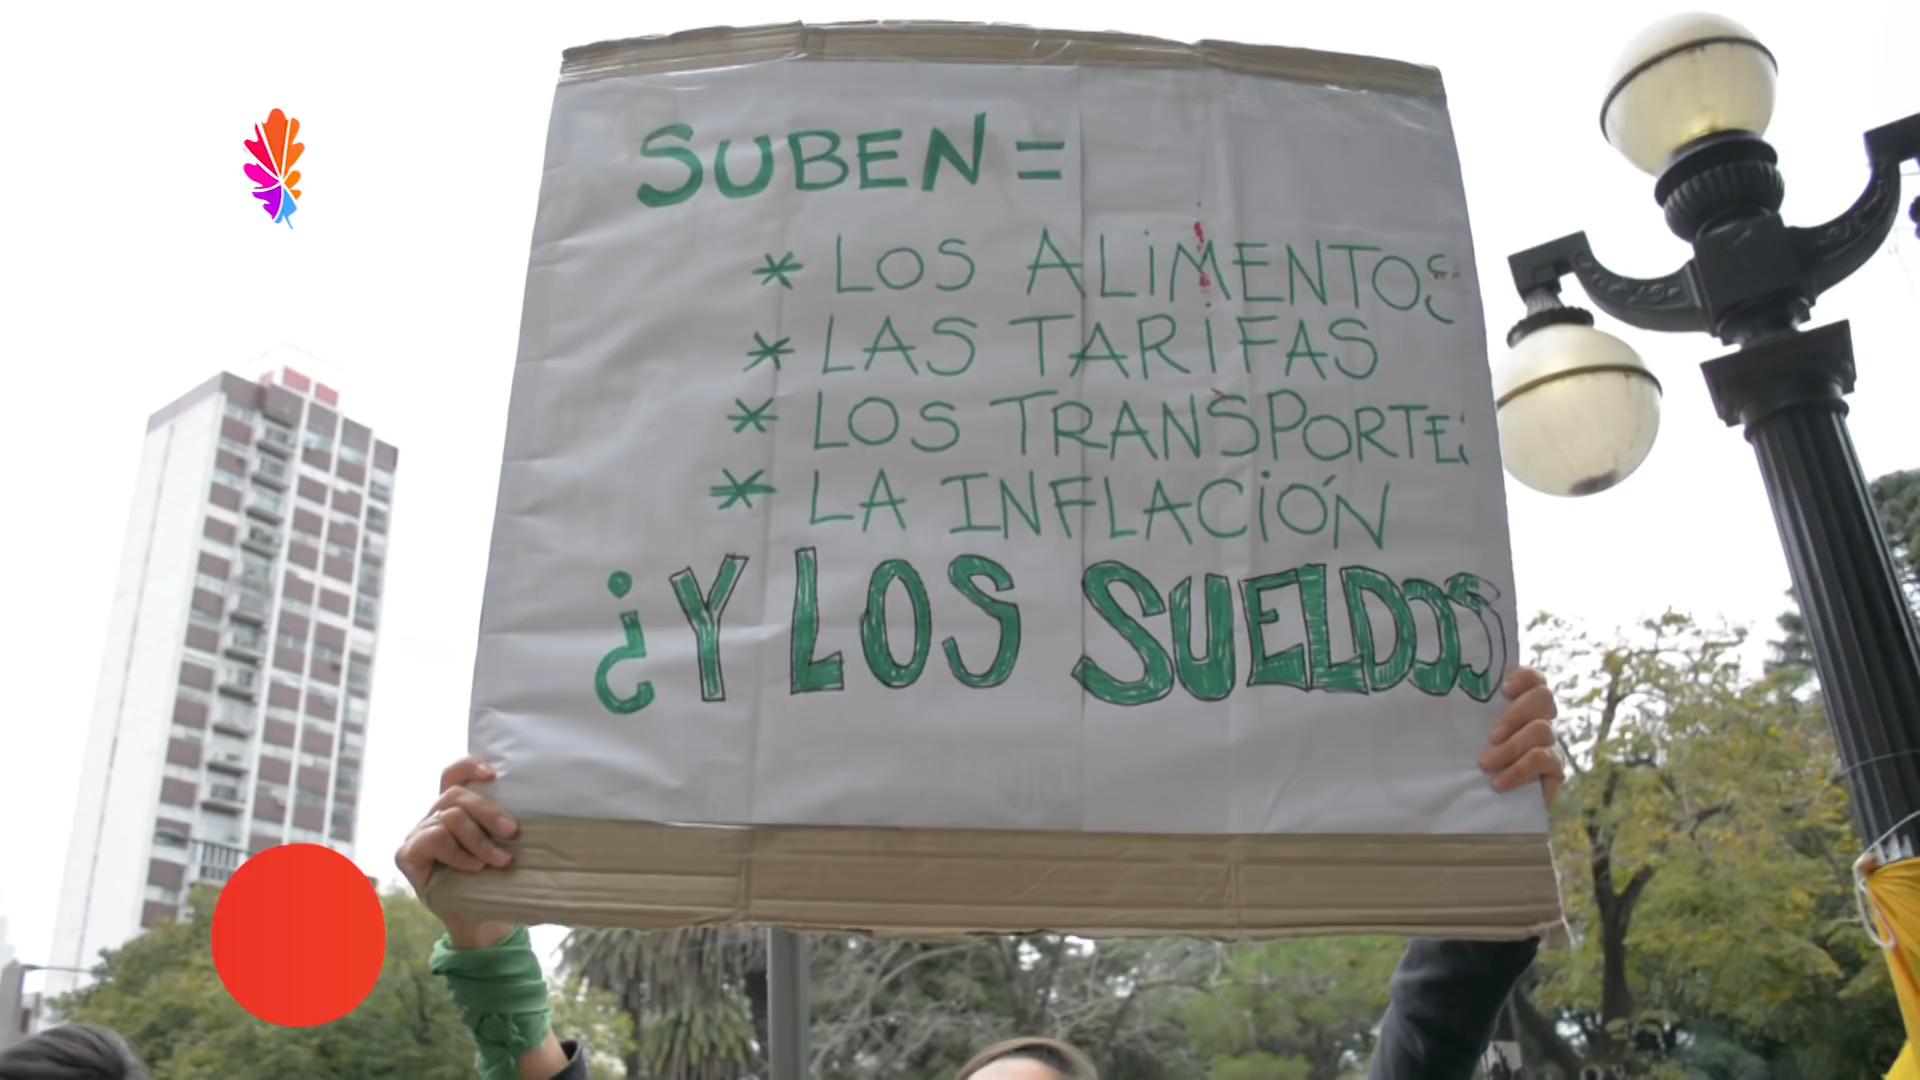 SUBEN =
* LOS ALIMENTOS
* LAS TARIFAS
* LOS TRANSPORTES
* LA INFLACIÓN
¿Y LOS SUELDOS